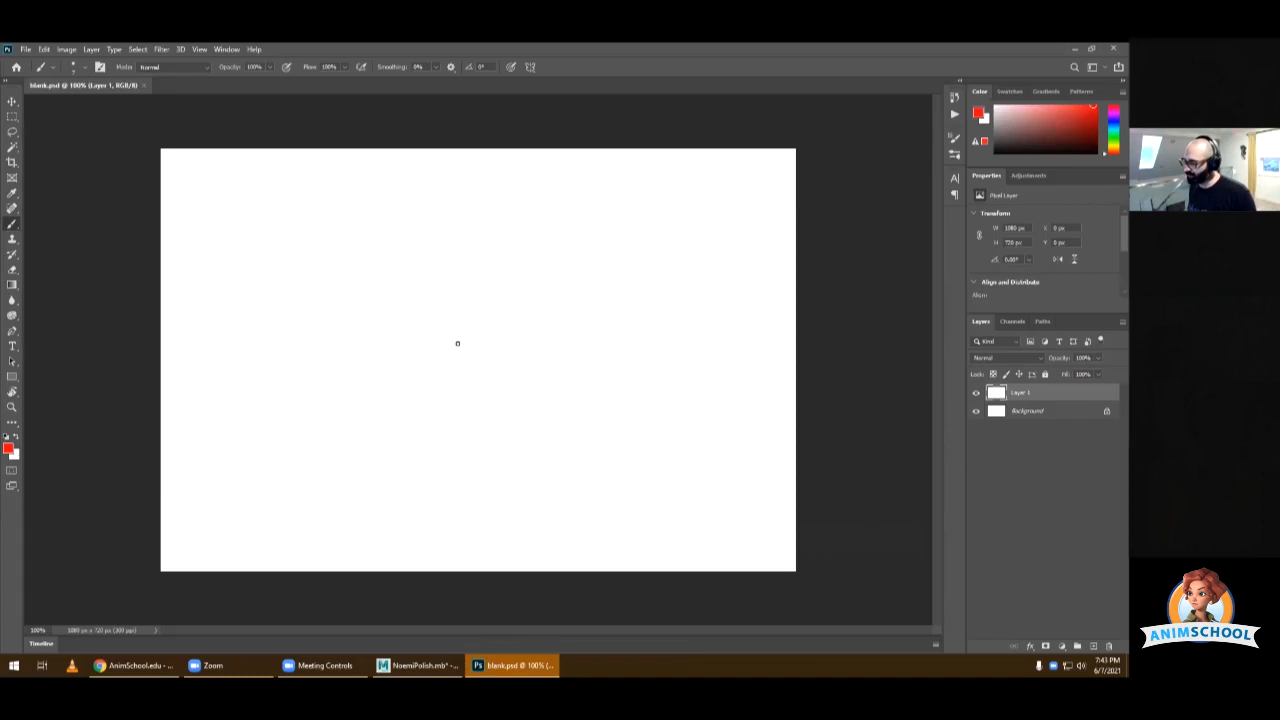 File Edit Image Layer Type Select Filter 3D View Window Help
Mode: Normal Opacity: 100% Flow: 100% Smoothing: 0% 0°
blank.psd @ 100% (Layer 1, RGB/8)
Color Swatches Gradients Patterns
Properties Adjustments
Pixel Layer
Transform
W 1080 px X 0 px
H 720 px Y 0 px
0.00°
Align and Distribute
Align:
Layers Channels Paths
Kind
Normal Opacity: 100%
Lock: Fill: 100%
Layer 1
Background
100% 1080 px x 720 px (300 ppi)
Timeline
ANIMSCHOOL
AnimSchool.edu - ... Zoom Meeting Controls NoemiPolish.mb* -... Ps blank.psd @ 100% (...
7:43 PM
6/7/2021